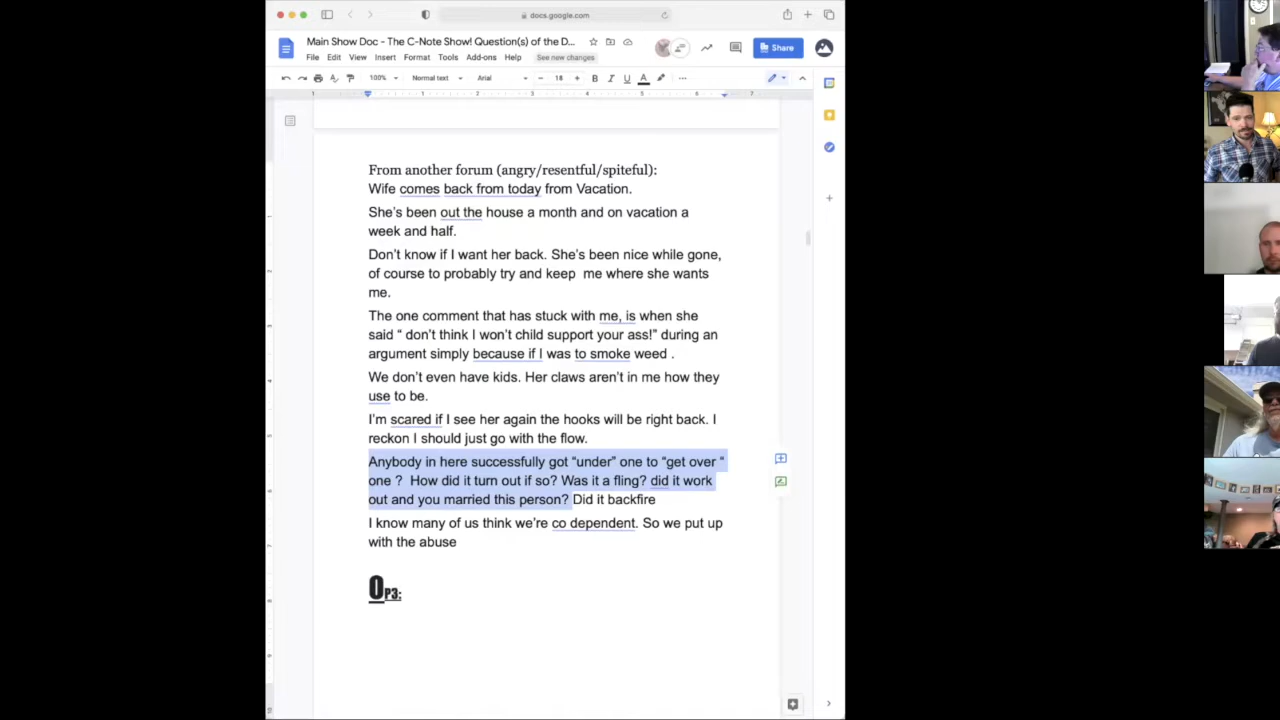 docs.google.com
Main Show Doc - The C-Note Show! Question(s) of the D...
File Edit View Insert Format Tools Add-ons Help See new changes
Share
100% Normal text Arial 18 B I U A
1 1 2 3 4 5 6 7
From another forum (angry/resentful/spiteful):
Wife comes back from today from Vacation.
She's been out the house a month and on vacation a
week and half.
Don't know if I want her back. She's been nice while gone,
of course to probably try and keep  me where she wants
me.
The one comment that has stuck with me, is when she
said “ don't think I won't child support your ass!” during an
argument simply because if I was to smoke weed .
We don't even have kids. Her claws aren't in me how they
use to be.
I'm scared if I see her again the hooks will be right back. I
reckon I should just go with the flow.
Anybody in here successfully got “under” one to “get over “
one ?  How did it turn out if so? Was it a fling? did it work
out and you married this person? Did it backfire
I know many of us think we're co dependent. So we put up
with the abuse
OP3: